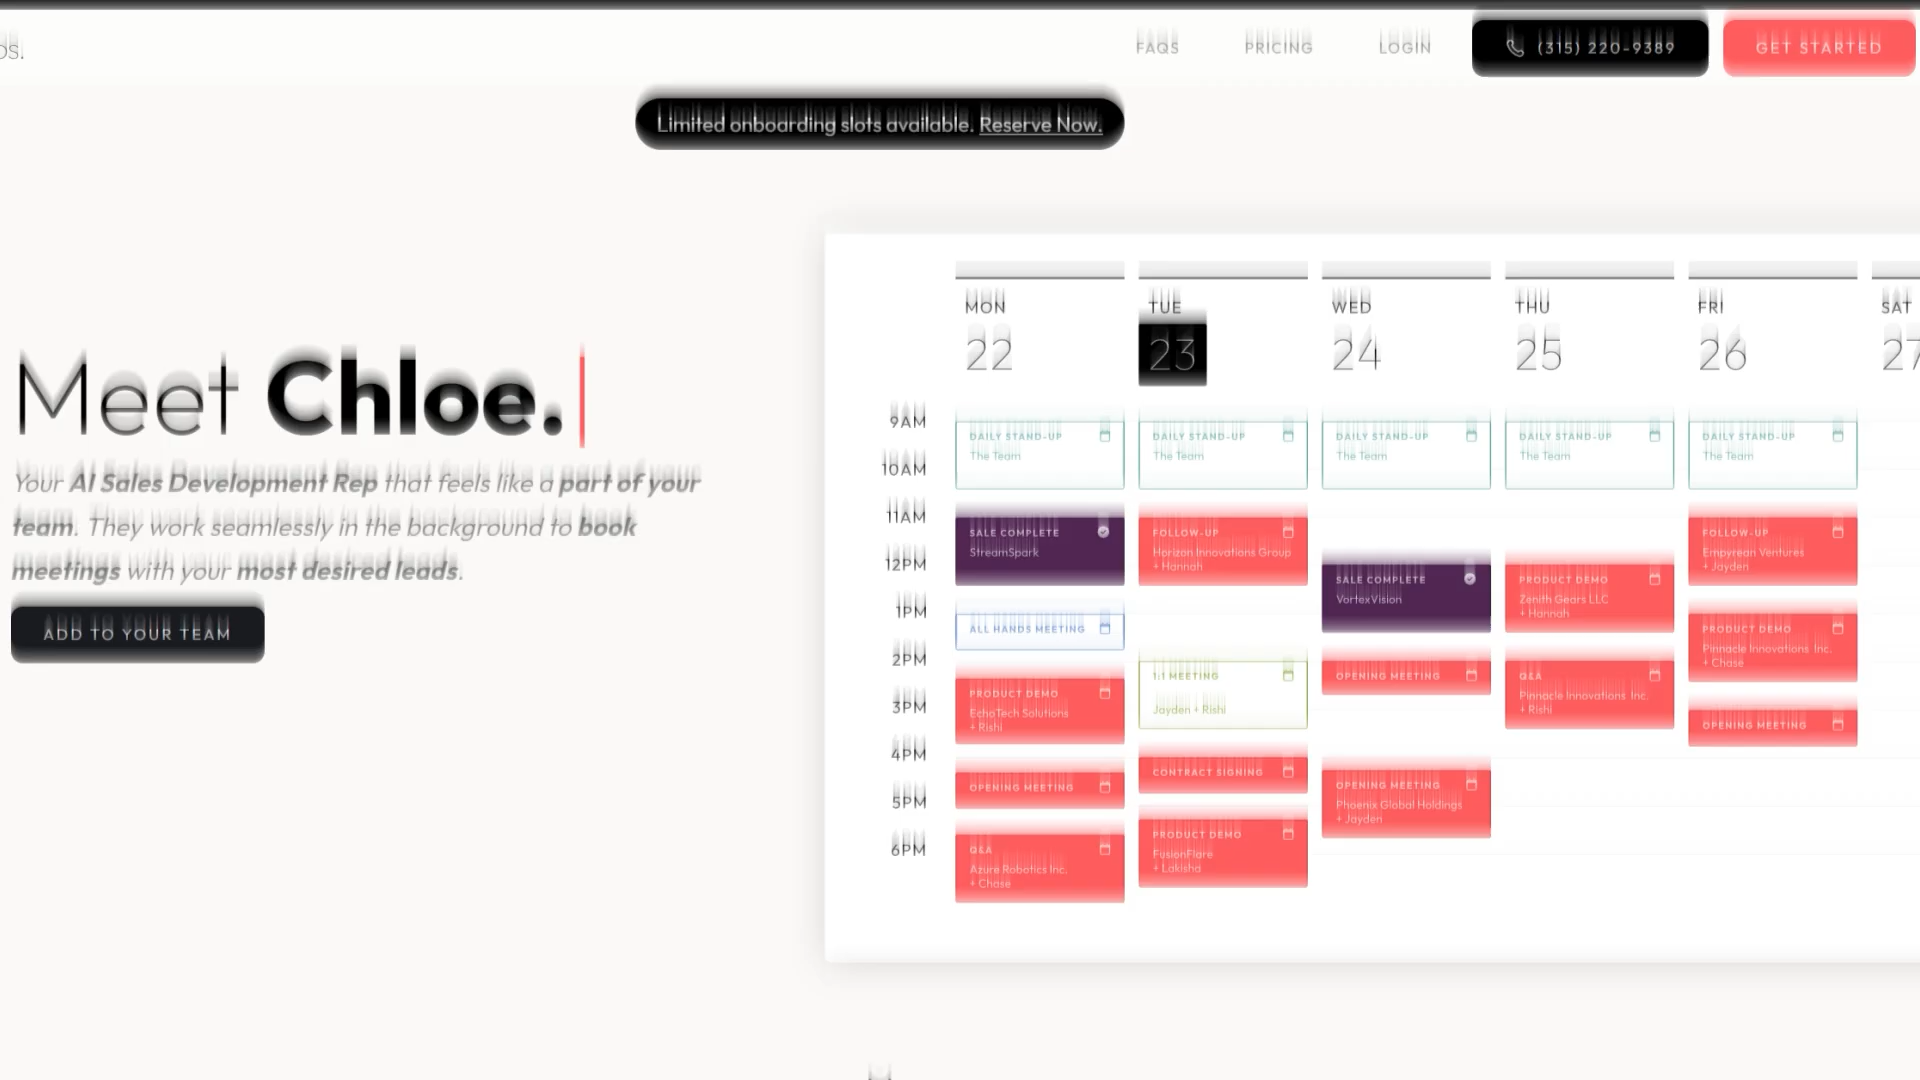 os.
FAQS
PRICING
LOGIN
(315) 220-9389
GET STARTED
Limited onboarding slots available. Reserve Now.
Meet Chloe.
Your AI Sales Development Rep that feels like a part of your
team. They work seamlessly in the background to book
meetings with your most desired leads.
ADD TO YOUR TEAM
MON
22
TUE
23
WED
24
THU
25
FRI
26
SAT
27
9AM
10AM
11AM
12PM
1PM
2PM
3PM
4PM
5PM
6PM
DAILY STAND-UP
The Team
SALE COMPLETE
StreamSpark
ALL HANDS MEETING
PRODUCT DEMO
EchoTech Solutions
+ Rishi
OPENING MEETING
Q&A
Azure Robotics Inc.
+ Chase
DAILY STAND-UP
The Team
FOLLOW-UP
Horizon Innovations Group
+ Hannah
1:1 MEETING
Jayden + Rishi
CONTRACT SIGNING
PRODUCT DEMO
FusionFlare
+ Lakisha
DAILY STAND-UP
The Team
SALE COMPLETE
VortexVision
OPENING MEETING
OPENING MEETING
Phoenix Global Holdings
+ Jayden
DAILY STAND-UP
The Team
PRODUCT DEMO
Zenith Gears LLC
+ Hannah
Q&A
Pinnacle Innovations Inc.
+ Rishi
DAILY STAND-UP
The Team
FOLLOW-UP
Empyrean Ventures
+ Jayden
PRODUCT DEMO
Pinnacle Innovations Inc.
+ Chase
OPENING MEETING